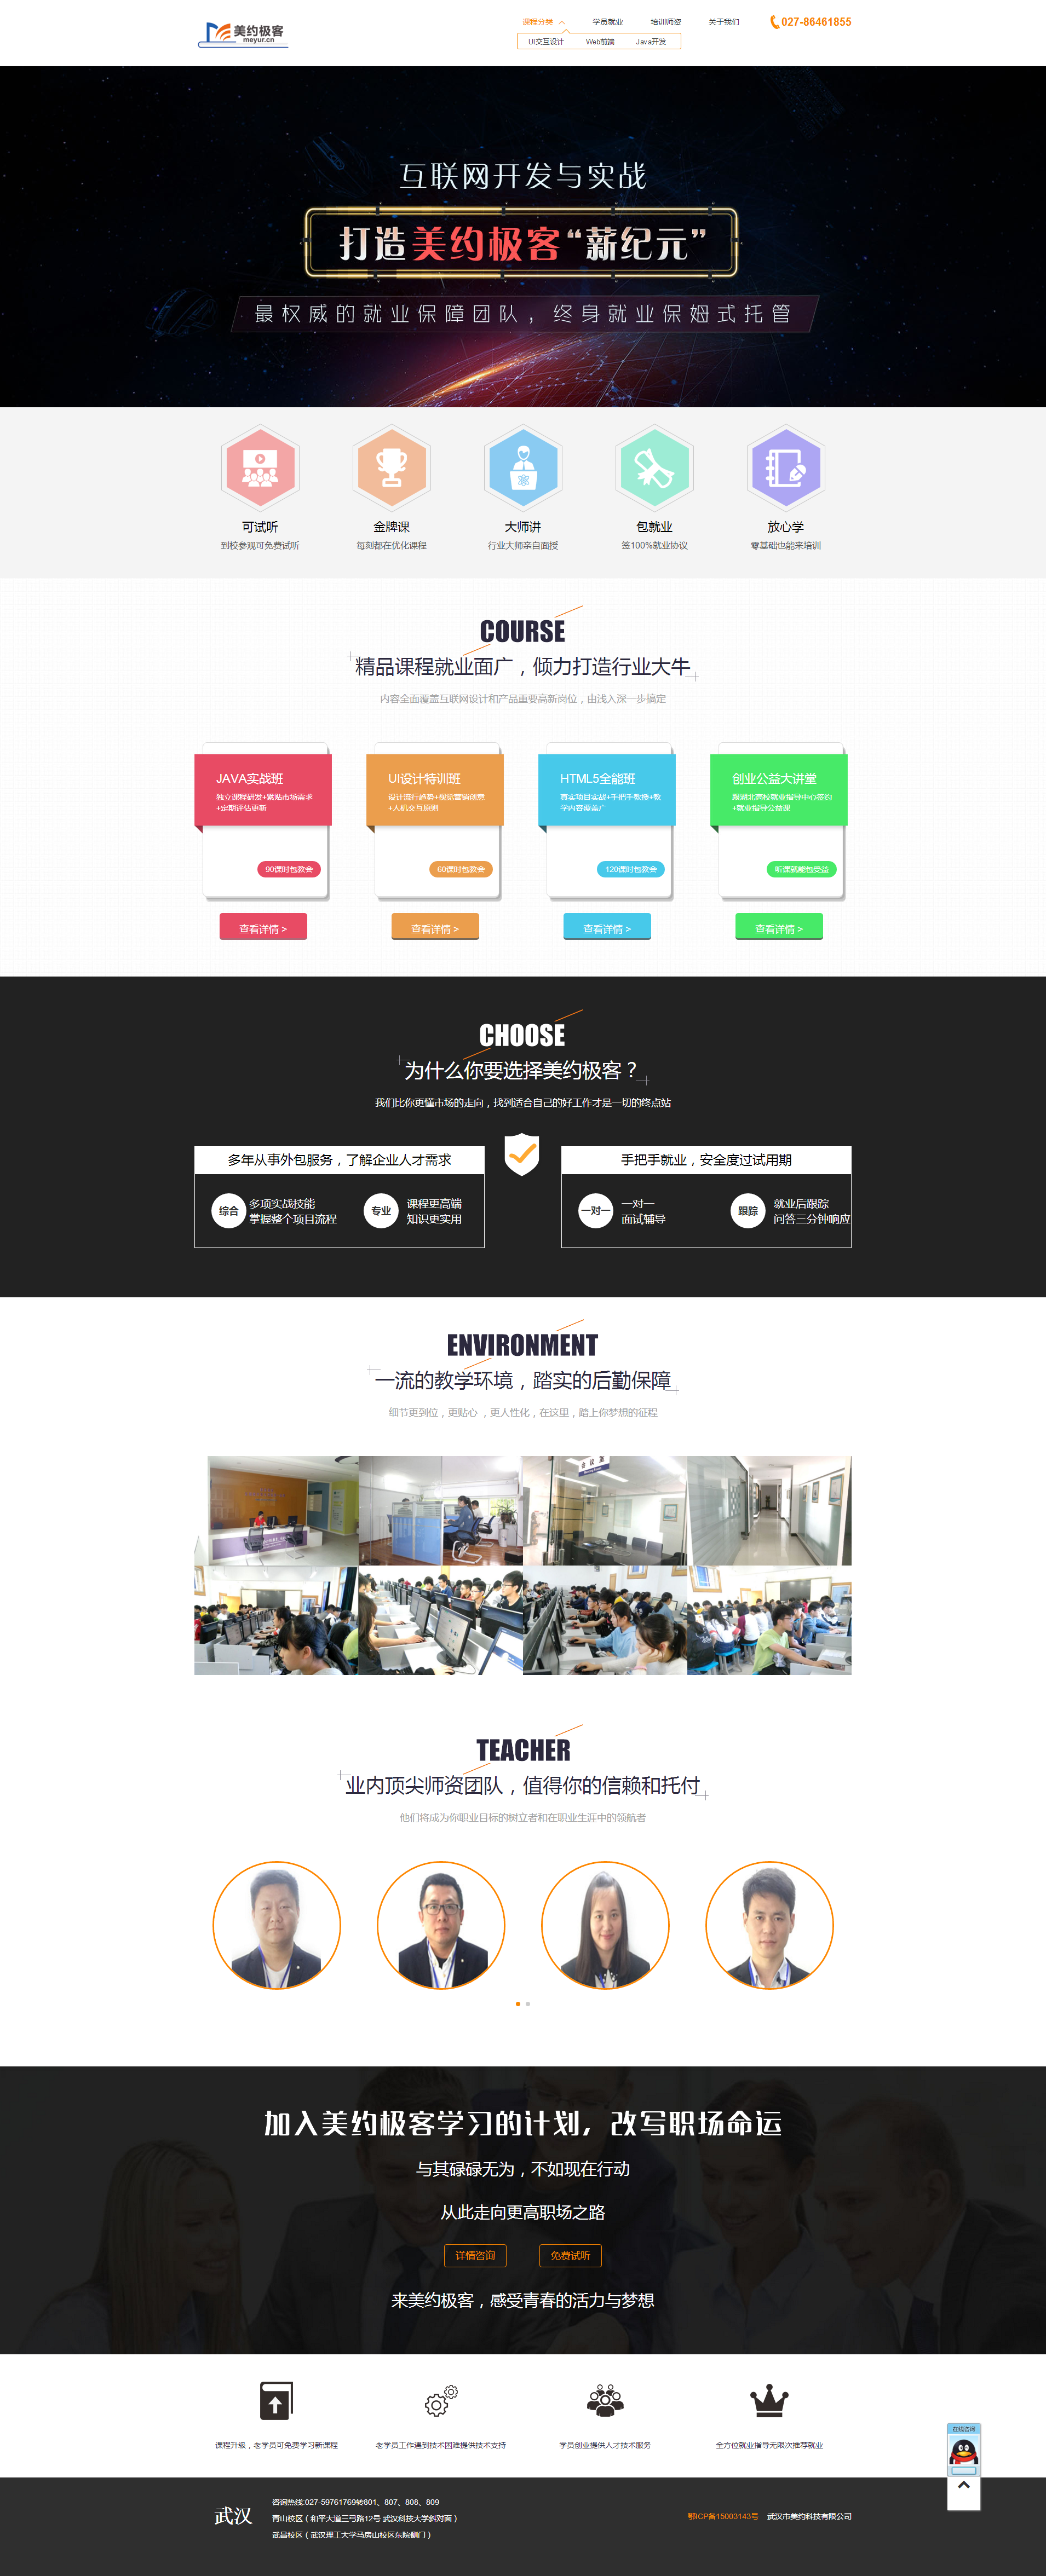 美约极客
meyur.cn
课程分类
学员就业
培训师资
关于我们
027-86461855
UI交互设计
Web前端
Java开发
互联网开发与实战
打造美约极客“薪纪元”
最权威的就业保障团队，终身就业保姆式托管
可试听
金牌课
大师讲
包就业
放心学
到校参观可免费试听
每刻都在优化课程
行业大师亲自面授
签100%就业协议
零基础也能来培训
COURSE
精品课程就业面广，倾力打造行业大牛
内容全面覆盖互联网设计和产品重要高新岗位，由浅入深一步搞定
JAVA实战班
独立课程研发+紧贴市场需求
+定期评估更新
90课时包教会
查看详情 >
UI设计特训班
设计流行趋势+视觉营销创意
+人机交互原则
60课时包教会
查看详情 >
HTML5全能班
真实项目实战+手把手教授+教
学内容覆盖广
120课时包教会
查看详情 >
创业公益大讲堂
跟湖北高校就业指导中心签约
+就业指导公益课
听课就能包受益
查看详情 >
CHOOSE
为什么你要选择美约极客？
我们比你更懂市场的走向，找到适合自己的好工作才是一切的终点站
多年从事外包服务，了解企业人才需求
综合
多项实战技能
掌握整个项目流程
专业
课程更高端
知识更实用
手把手就业，安全度过试用期
一对一
一对一
面试辅导
跟踪
就业后跟踪
问答三分钟响应
ENVIRONMENT
一流的教学环境，踏实的后勤保障
细节更到位，更贴心 ，更人性化，在这里，踏上你梦想的征程
会议室
TEACHER
业内顶尖师资团队，值得你的信赖和托付
他们将成为你职业目标的树立者和在职业生涯中的领航者
加入美约极客学习的计划，改写职场命运
与其碌碌无为，不如现在行动
从此走向更高职场之路
详情咨询
免费试听
来美约极客，感受青春的活力与梦想
课程升级，老学员可免费学习新课程
老学员工作遇到技术困难提供技术支持
学员创业提供人才技术服务
全方位就业指导无限次推荐就业
在线咨询
武汉
咨询热线:027-59761769转801、807、808、809
青山校区（和平大道三弓路12号 武汉科技大学斜对面）
武昌校区（武汉理工大学马房山校区东院侧门）
鄂ICP备15003143号
武汉市美约科技有限公司